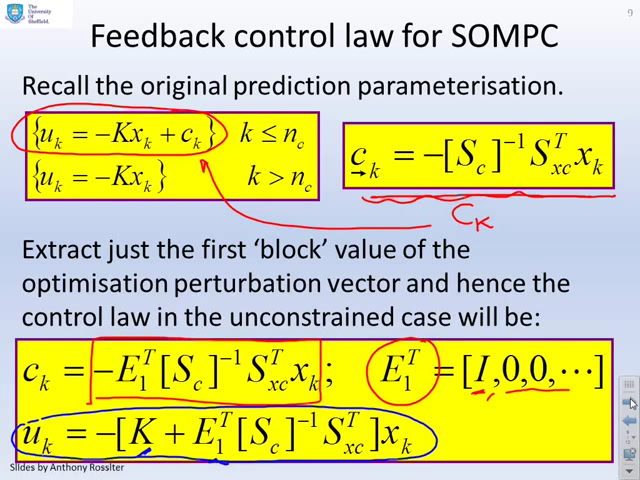 9
The
University
Of
Sheffield.
Feedback control law for SOMPC
Recall the original prediction parameterisation.
{u_k = −Kx_k + c_k} k ≤ n_c
{u_k = −Kx_k} k > n_c
c_k = −[S_c]^{−1} S_{xc}^T x_k
C_K
Extract just the first ‘block’ value of the
optimisation perturbation vector and hence the
control law in the unconstrained case will be:
c_k = −E_1^T [S_c]^{−1} S_{xc}^T x_k; E_1^T = [I,0,0,⋯]
u_k = −[K + E_1^T [S_c]^{−1} S_{xc}^T]x_k
Slides by Anthony Rossiter